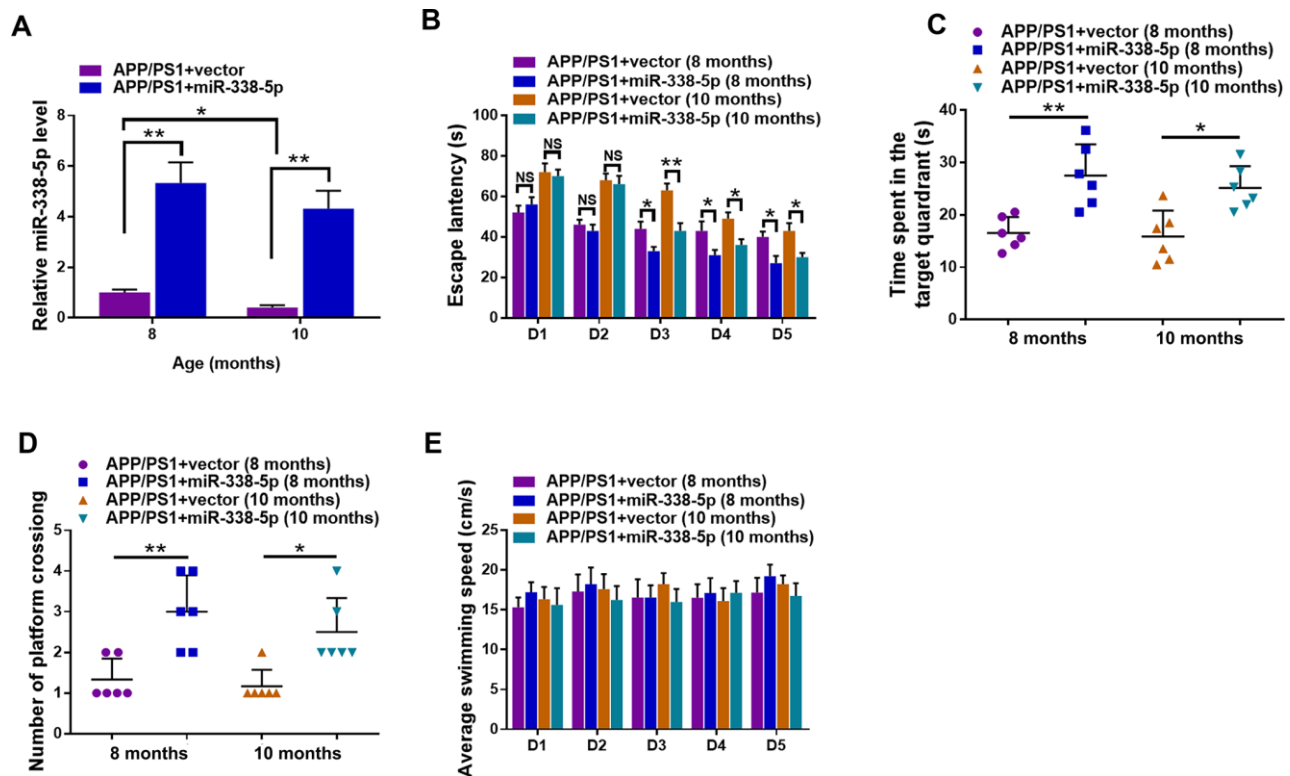 A
APP/PS1+vector
APP/PS1+miR-338-5p
Relative miR-338-5p level
8
6
4
2
0
**
*
**
8
10
Age (months)
B
APP/PS1+vector (8 months)
APP/PS1+miR-338-5p (8 months)
APP/PS1+vector (10 months)
APP/PS1+miR-338-5p (10 months)
Escape lantency (s)
100
80
60
40
20
0
NS
NS
NS
NS
*
**
*
*
*
*
D1
D2
D3
D4
D5
C
APP/PS1+vector (8 months)
APP/PS1+miR-338-5p (8 months)
APP/PS1+vector (10 months)
APP/PS1+miR-338-5p (10 months)
Time spent in the
target quadrant (s)
40
30
20
10
0
**
*
8 months
10 months
D
APP/PS1+vector (8 months)
APP/PS1+miR-338-5p (8 months)
APP/PS1+vector (10 months)
APP/PS1+miR-338-5p (10 months)
Number of platform crossiong
5
4
3
2
1
0
**
*
8 months
10 months
E
APP/PS1+vector (8 months)
APP/PS1+miR-338-5p (8 months)
APP/PS1+vector (10 months)
APP/PS1+miR-338-5p (10 months)
Average swimming speed (cm/s)
25
20
15
10
5
0
D1
D2
D3
D4
D5